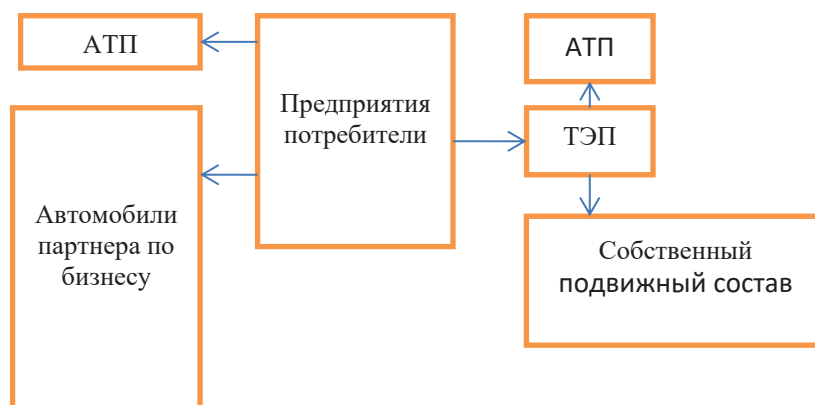 АТП
Автомобили
партнера по
бизнесу
Предприятия
потребители
АТП
ТЭП
Собственный
подвижный состав